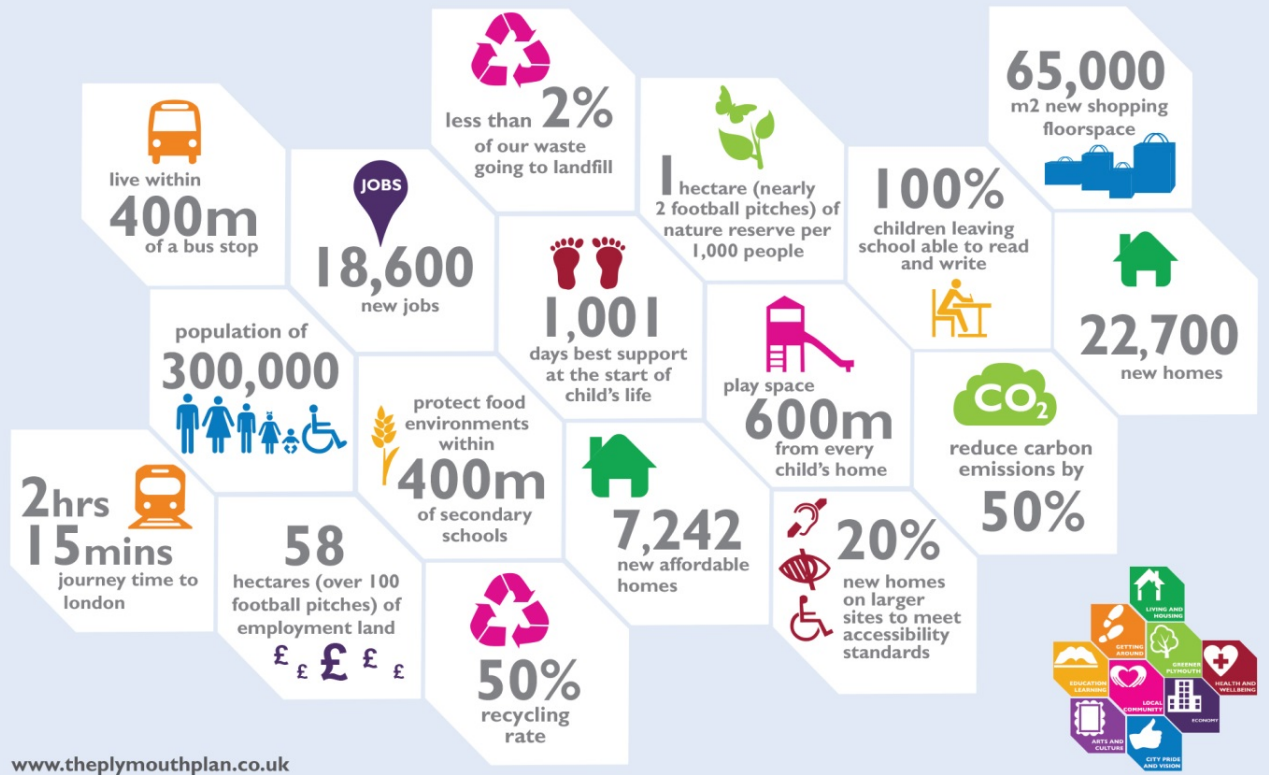 less than 2%
of our waste
going to landfill
65,000
m2 new shopping
floorspace
live within
400m
of a bus stop
JOBS
18,600
new jobs
1 hectare (nearly
2 football pitches) of
nature reserve per
1,000 people
100%
children leaving
school able to read
and write
1,001
days best support
at the start of
child's life
22,700
new homes
population of
300,000
protect food
environments
within
400m
of secondary
schools
play space
600m
from every
child's home
CO2
reduce carbon
emissions by
50%
2hrs
15mins
journey time to
london
58
hectares (over 100
football pitches) of
employment land
£ £ £ £ £
7,242
new affordable
homes
20%
new homes
on larger
sites to meet
accessibility
standards
50%
recycling
rate
LIVING AND
HOUSING
GETTING
AROUND
GREENER
PLYMOUTH
EDUCATION
LEARNING
HEALTH AND
WELLBEING
LOCAL
COMMUNITY
ECONOMY
ARTS AND
CULTURE
CITY PRIDE
AND VISION
www.theplymouthplan.co.uk